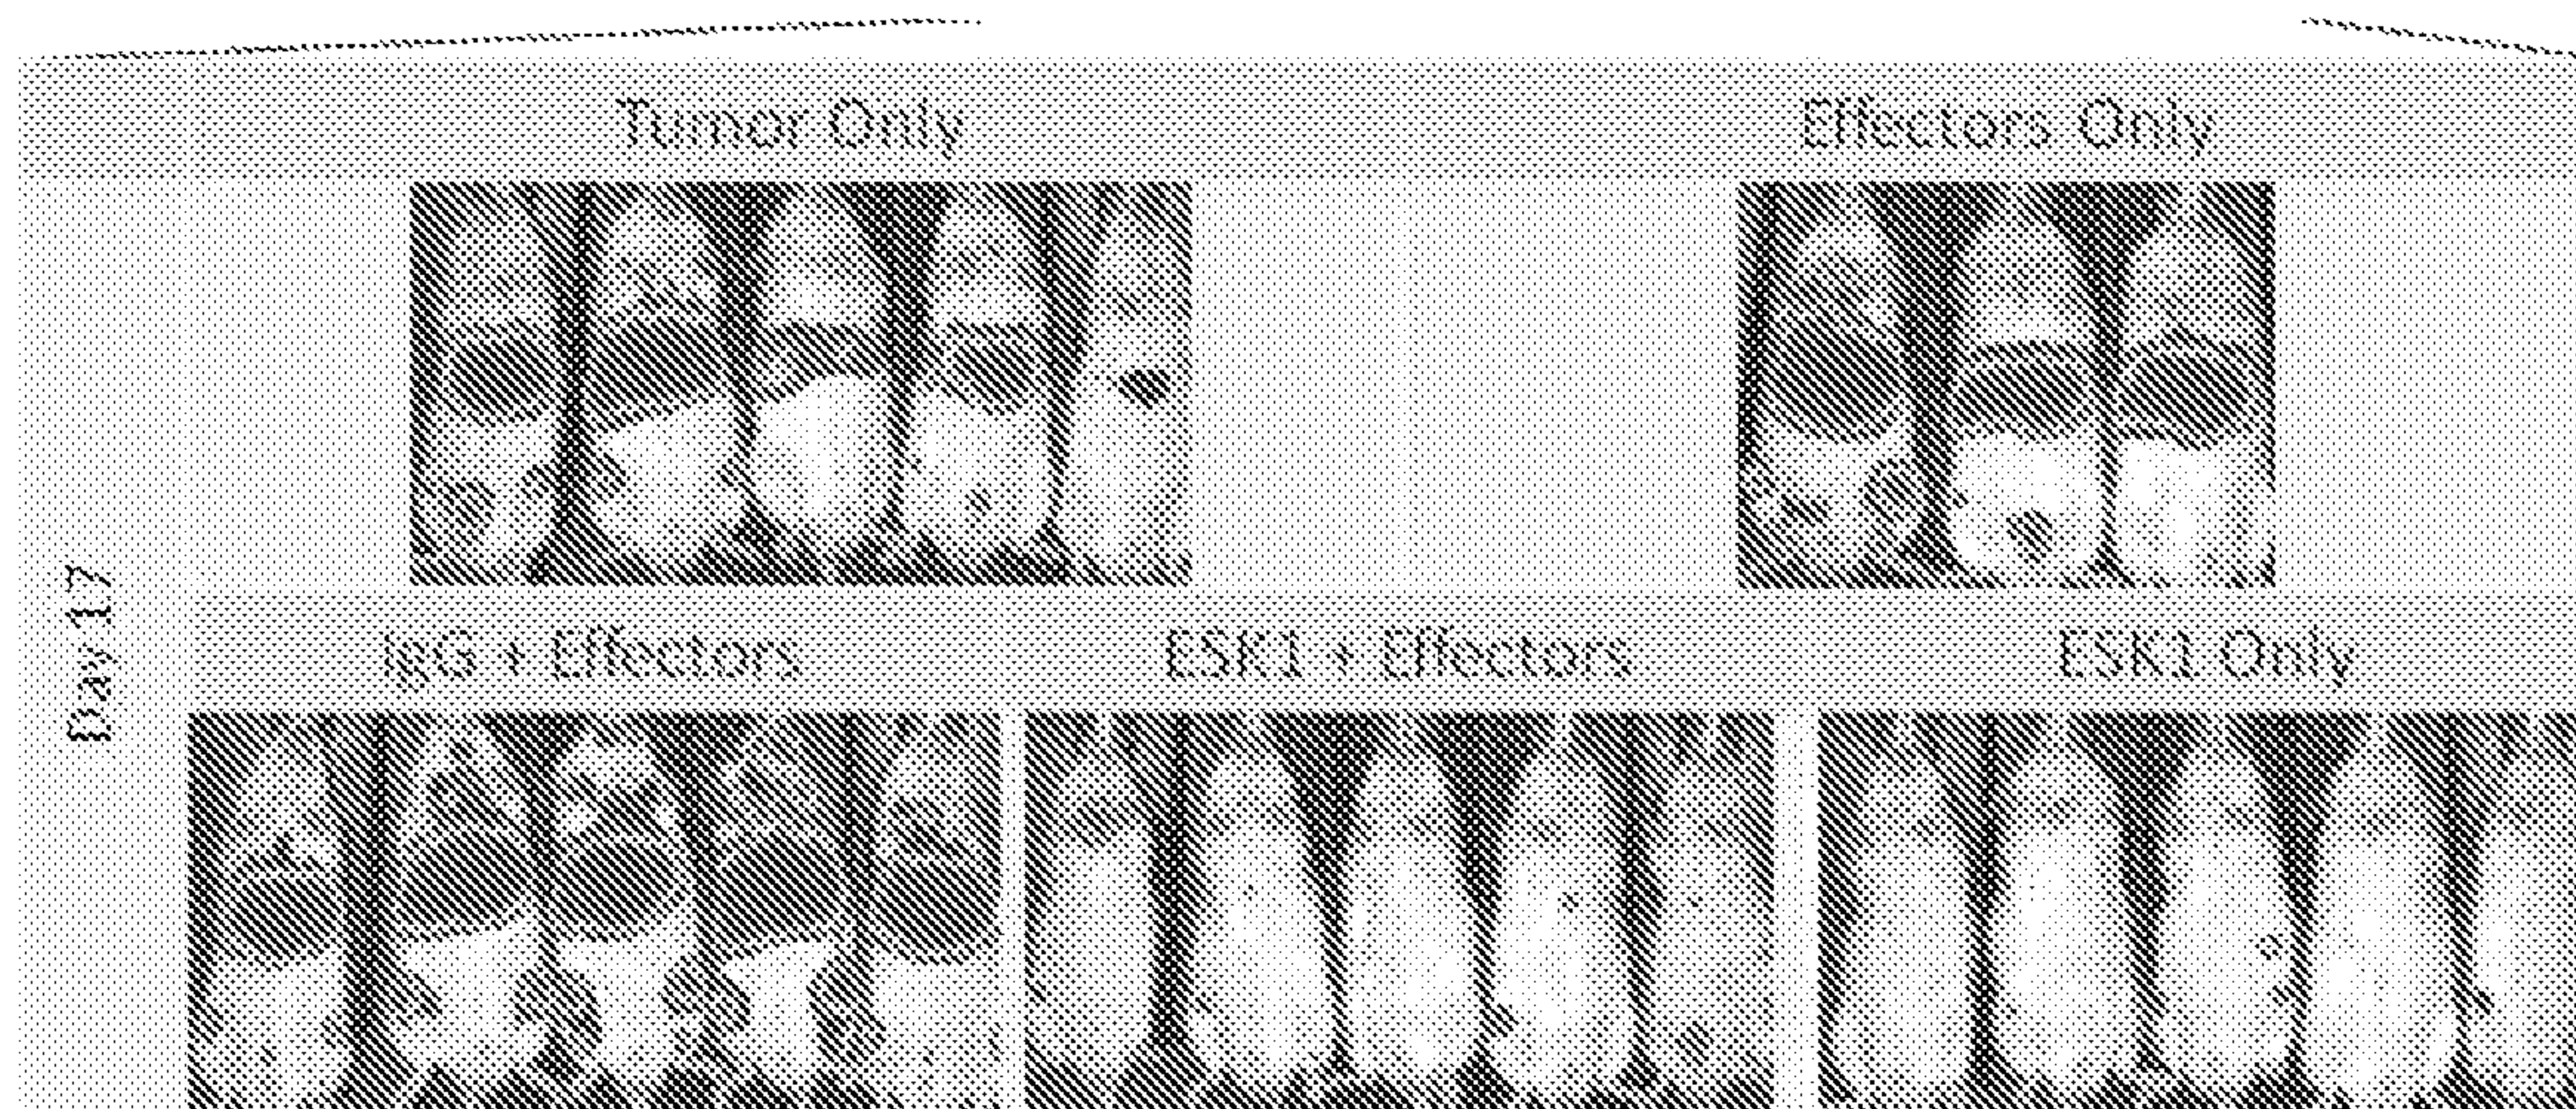 Tumor Only
Effectors Only
Day 17
IgG + Effectors
ESK1 + Effectors
ESK1 Only